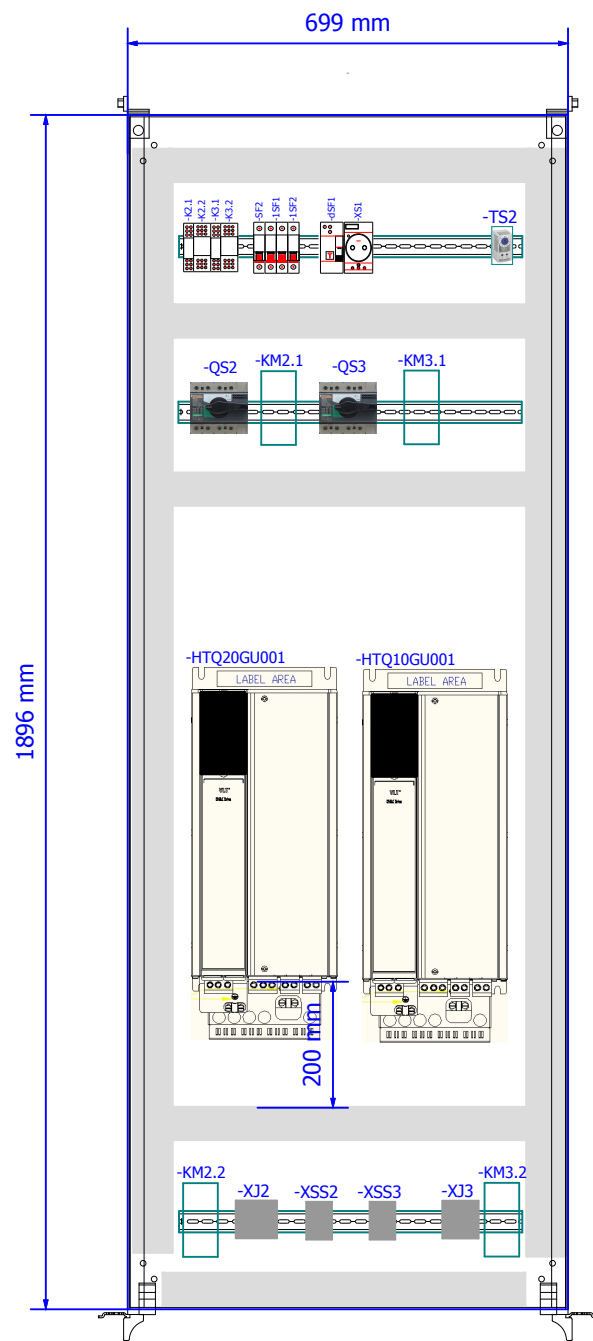 699 mm
-K2.1
-K2.2
-K3.1
-K3.2
-SF2
-1SF1
-1SF2
-dSF1
-XS1
-TS2
-QS2
-KM2.1
-QS3
-KM3.1
1896 mm
-HTQ20GU001
-HTQ10GU001
LABEL AREA
LABEL AREA
VLT
VLT
200 mm
-KM2.2
-XJ2
-XSS2
-XSS3
-XJ3
-KM3.2